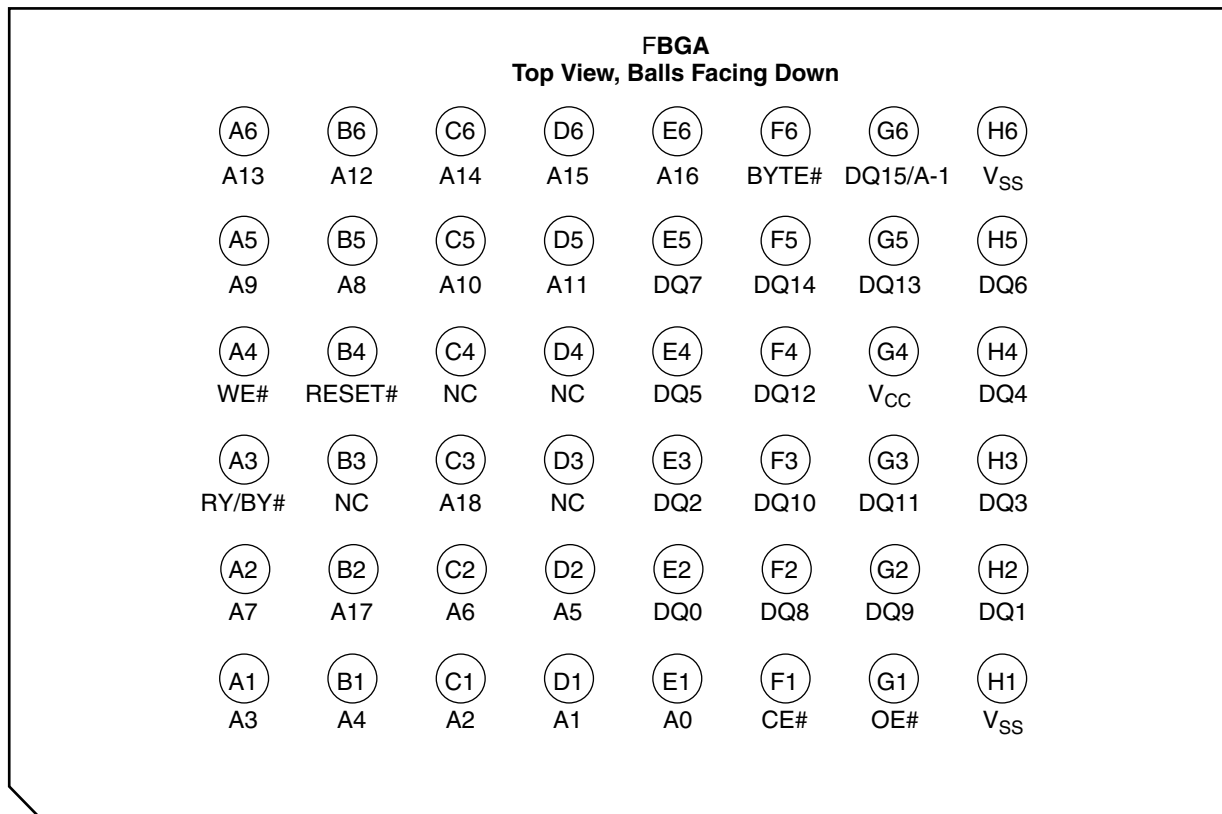 FBGA
Top View, Balls Facing Down
A6 B6 C6 D6 E6 F6 G6 H6
A13 A12 A14 A15 A16 BYTE# DQ15/A-1 VSS
A5 B5 C5 D5 E5 F5 G5 H5
A9 A8 A10 A11 DQ7 DQ14 DQ13 DQ6
A4 B4 C4 D4 E4 F4 G4 H4
WE# RESET# NC NC DQ5 DQ12 VCC DQ4
A3 B3 C3 D3 E3 F3 G3 H3
RY/BY# NC A18 NC DQ2 DQ10 DQ11 DQ3
A2 B2 C2 D2 E2 F2 G2 H2
A7 A17 A6 A5 DQ0 DQ8 DQ9 DQ1
A1 B1 C1 D1 E1 F1 G1 H1
A3 A4 A2 A1 A0 CE# OE# VSS